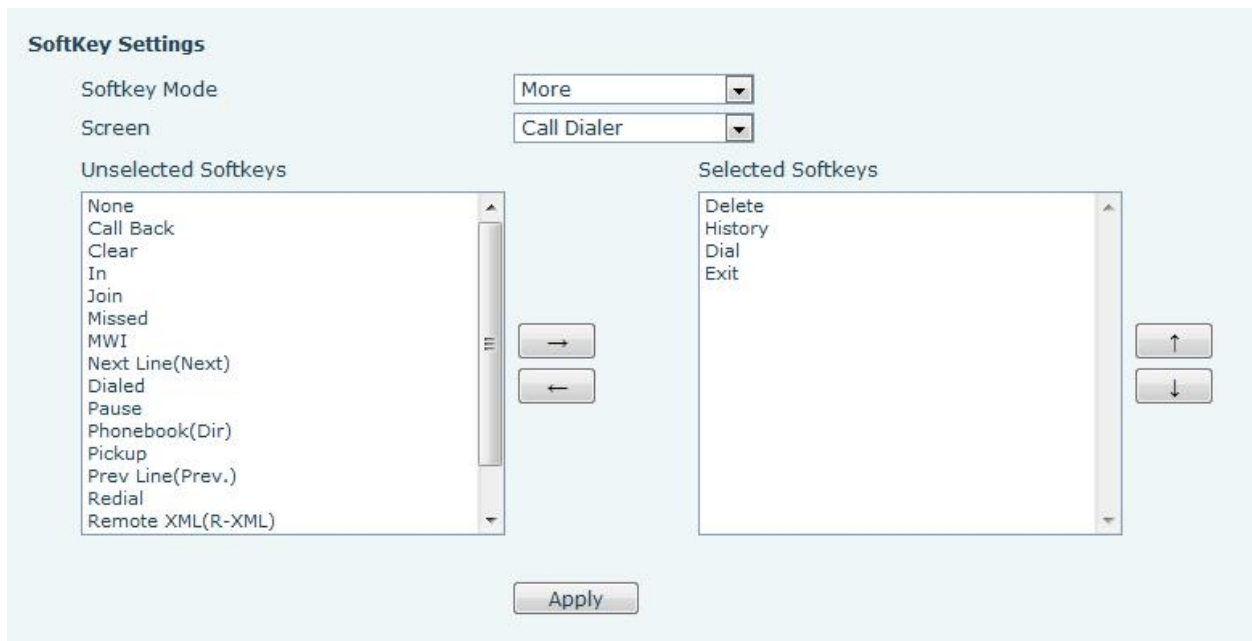 SoftKey Settings
Softkey Mode
More
Screen
Call Dialer
Unselected Softkeys
None
Call Back
Clear
In
Join
Missed
MWI
Next Line(Next)
Dialed
Pause
Phonebook(Dir)
Pickup
Prev Line(Prev.)
Redial
Remote XML(R-XML)
→
←
Selected Softkeys
Delete
History
Dial
Exit
↑
↓
Apply